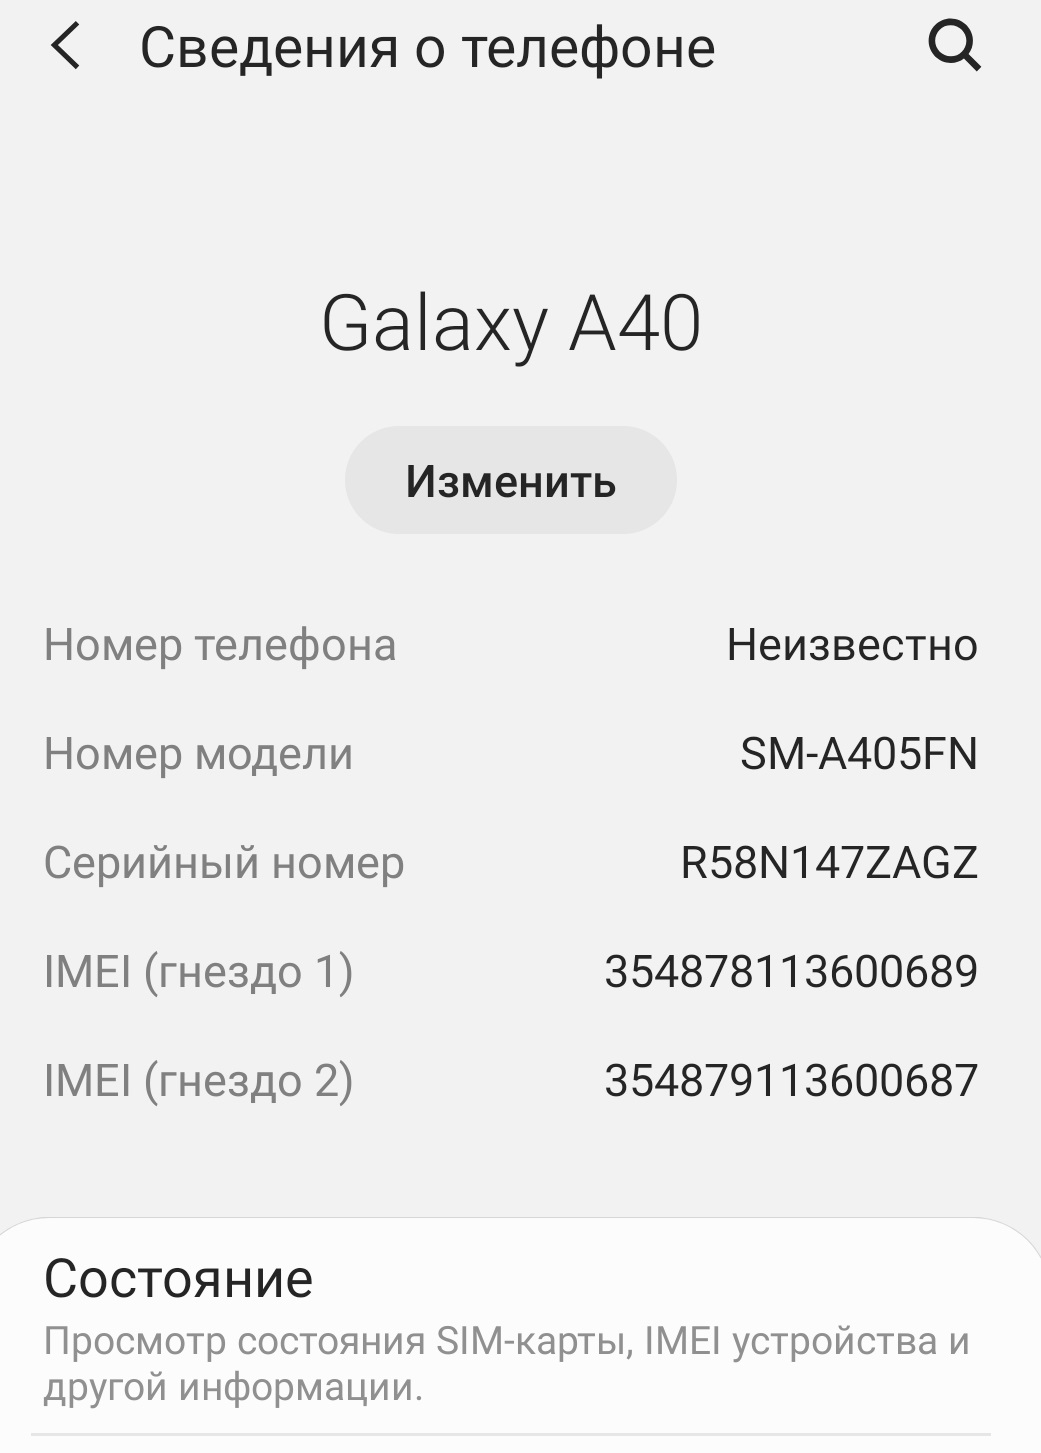 Сведения о телефоне
Galaxy A40
Изменить
Номер телефона Неизвестно
Номер модели SM-A405FN
Серийный номер R58N147ZAGZ
IMEI (гнездо 1) 354878113600689
IMEI (гнездо 2) 354879113600687
Состояние
Просмотр состояния SIM-карты, IMEI устройства и
другой информации.